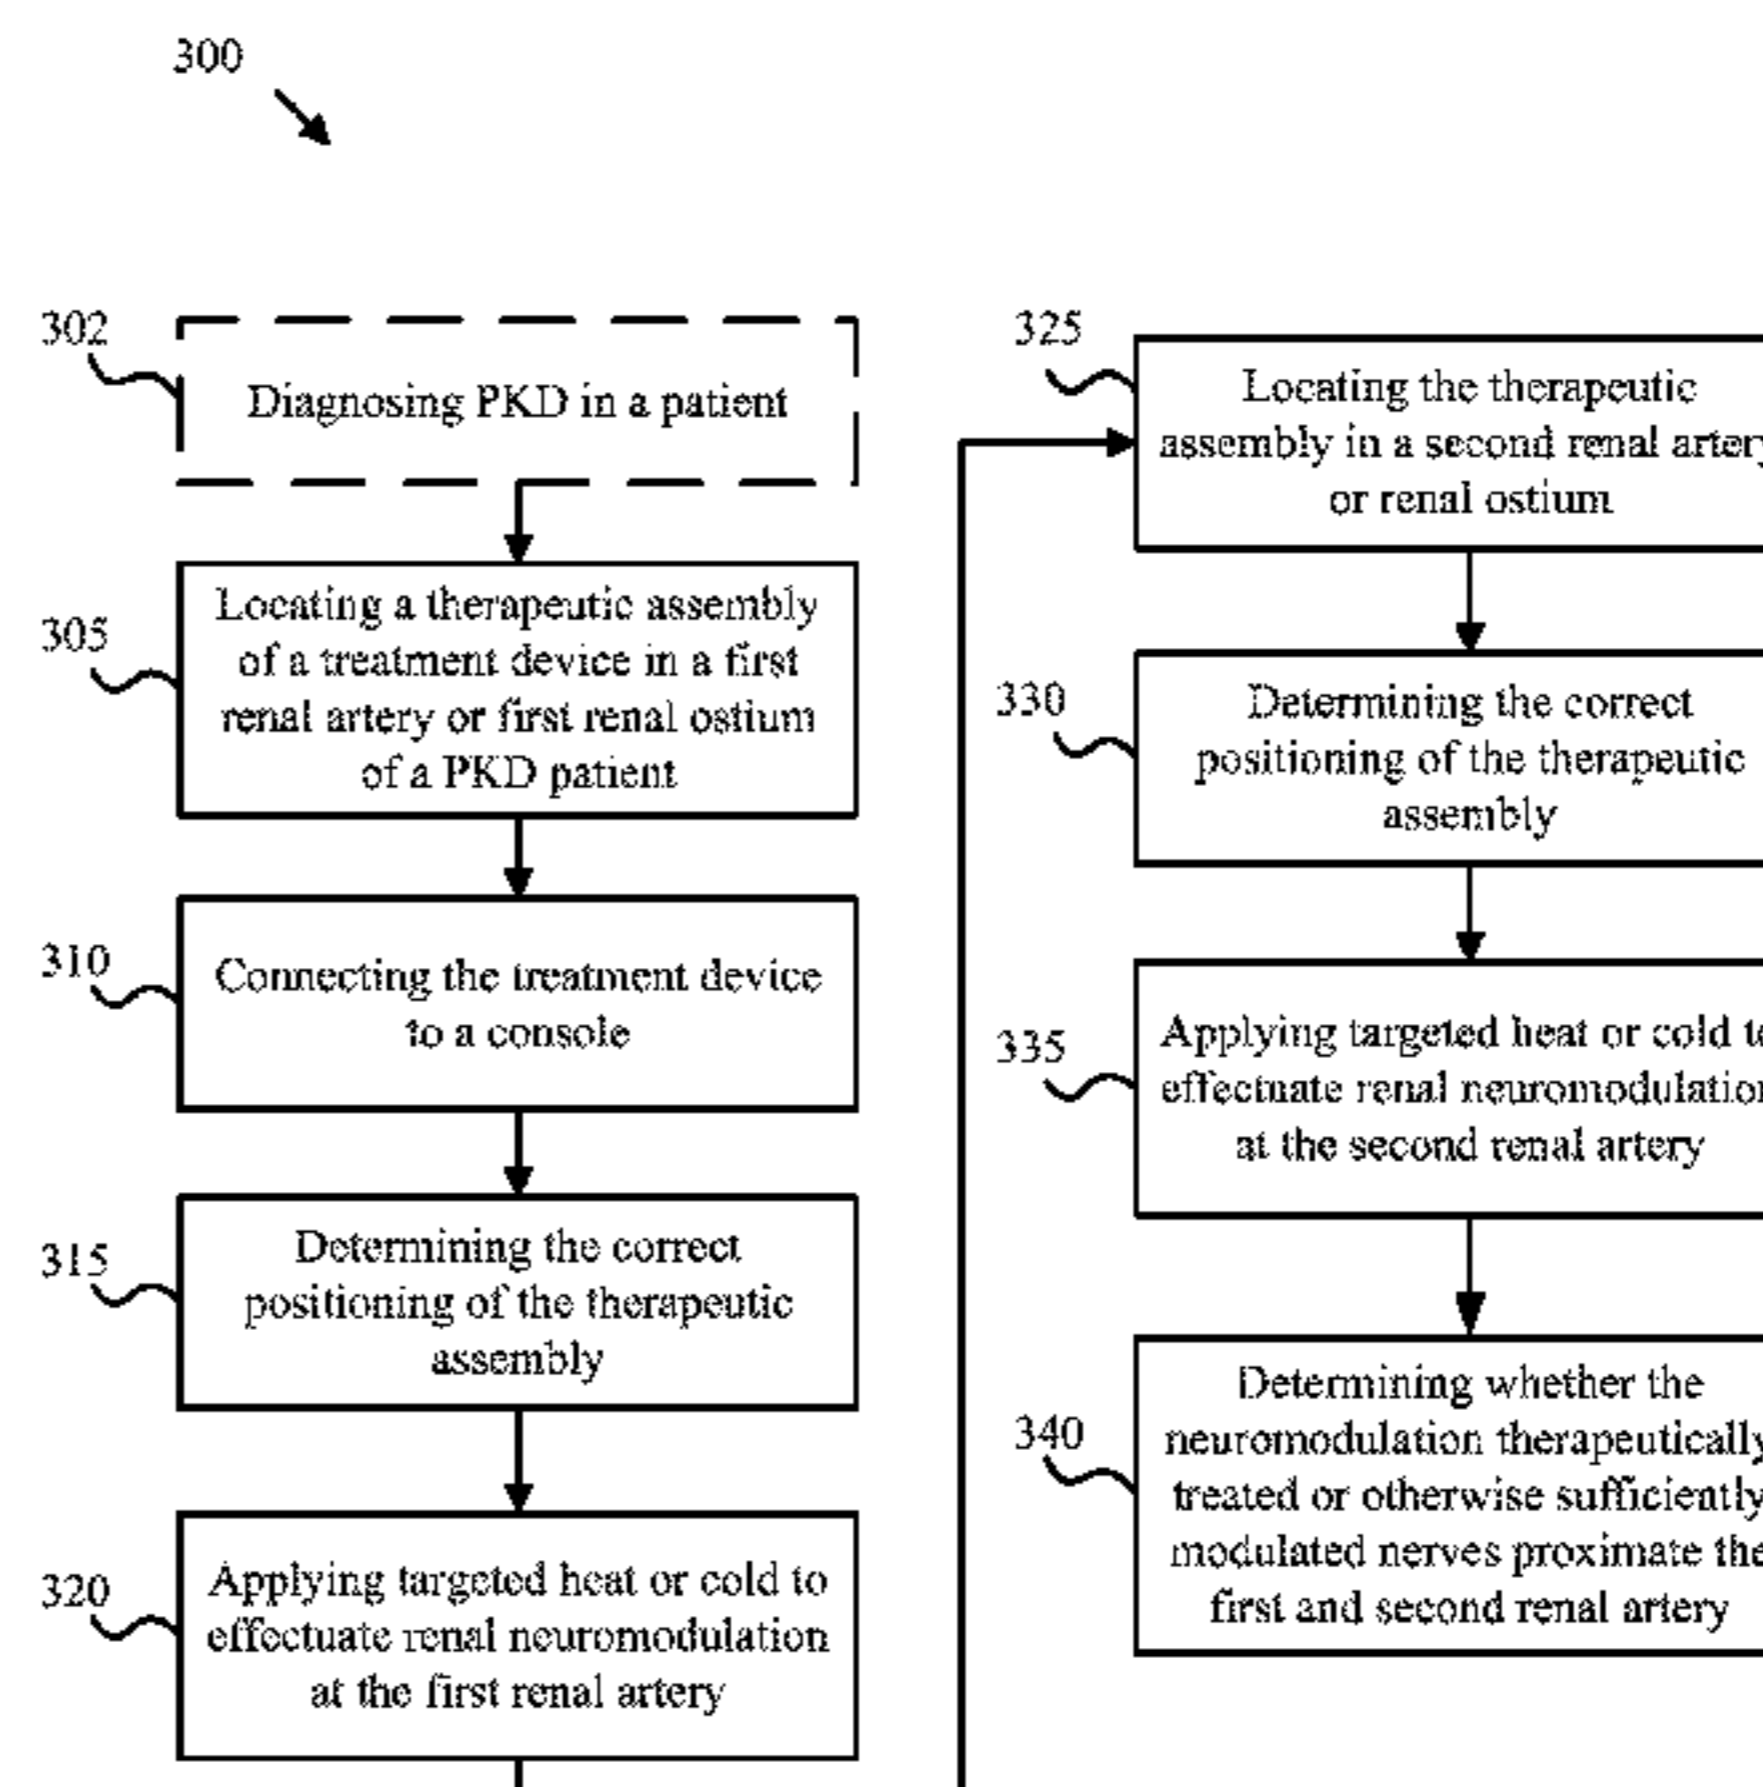 300
302
Diagnosing PKD in a patient
305
Locating a therapeutic assembly
of a treatment device in a first
renal artery or first renal ostium
of a PKD patient
310
Connecting the treatment device
to a console
315
Determining the correct
positioning of the therapeutic
assembly
320
Applying targeted heat or cold to
effectuate renal neuromodulation
at the first renal artery
325
Locating the therapeutic
assembly in a second renal artery
or renal ostium
330
Determining the correct
positioning of the therapeutic
assembly
335
Applying targeted heat or cold to
effectuate renal neuromodulation
at the second renal artery
340
Determining whether the
neuromodulation therapeutically
treated or otherwise sufficiently
modulated nerves proximate the
first and second renal artery